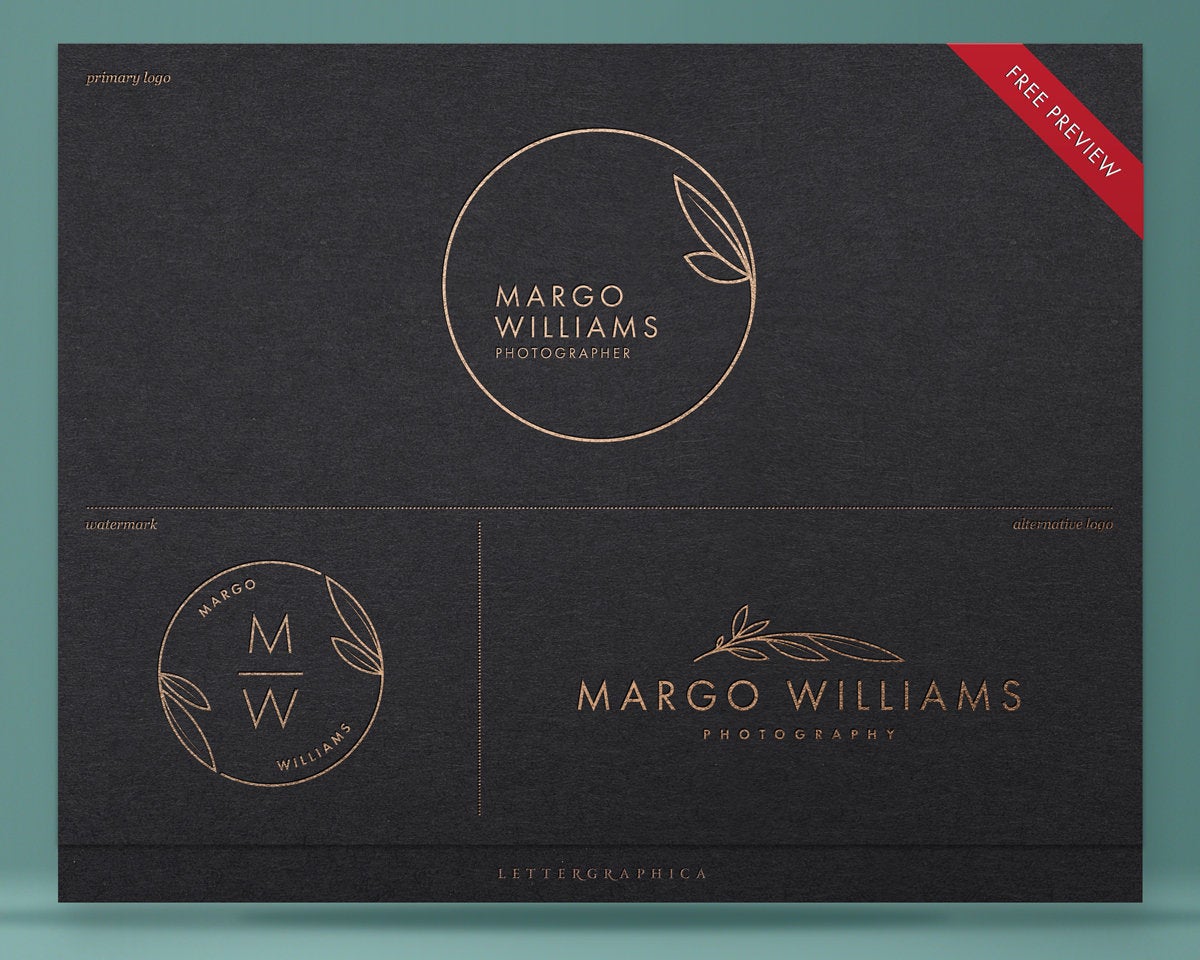 primary logo
FREE PREVIEW
MARGO
WILLIAMS
PHOTOGRAPHER
watermark
alternative logo
MARGO
M
W
WILLIAMS
MARGO WILLIAMS
PHOTOGRAPHY
LETTERGRAPHICA